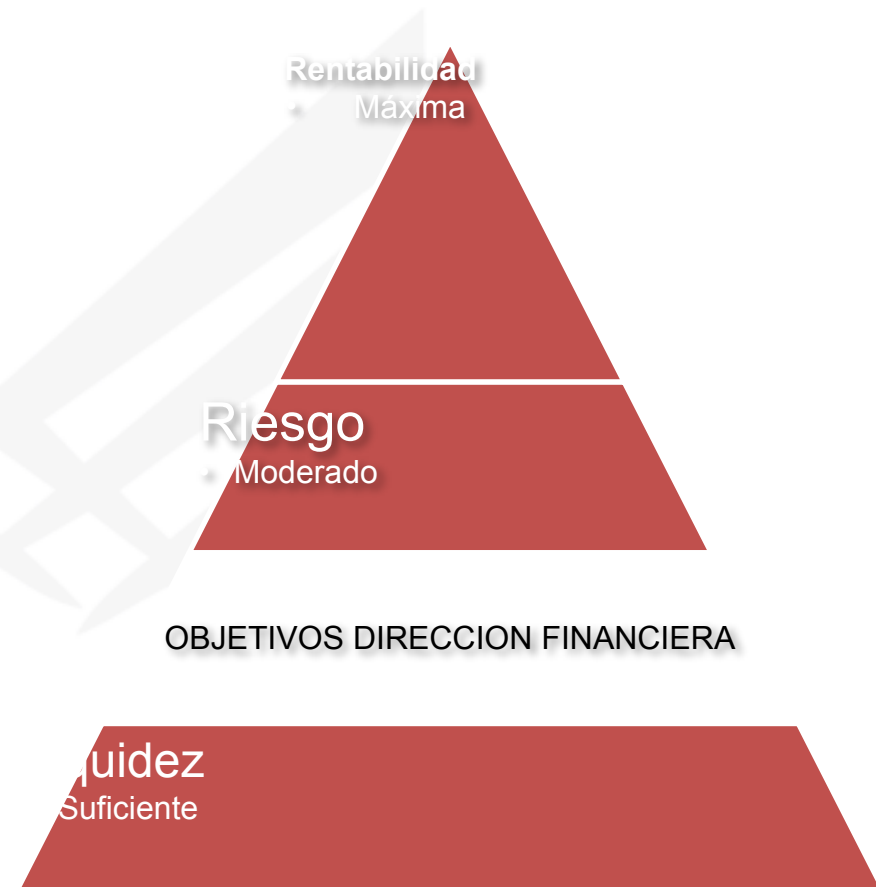 Rentabilidad
• Máxima
Riesgo
• Moderado
OBJETIVOS DIRECCION FINANCIERA
quidez
Suficiente